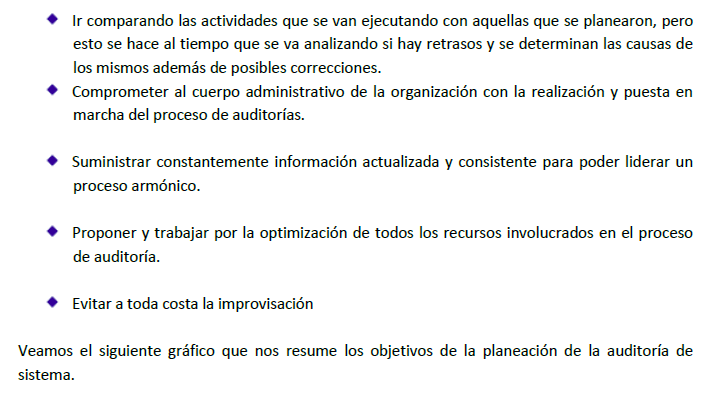 Ir comparando las actividades que se van ejecutando con aquellas que se planearon, pero
esto se hace al tiempo que se va analizando si hay retrasos y se determinan las causas de
los mismos además de posibles correcciones.
Comprometer al cuerpo administrativo de la organización con la realización y puesta en
marcha del proceso de auditorías.
Suministrar constantemente información actualizada y consistente para poder liderar un
proceso armónico.
Proponer y trabajar por la optimización de todos los recursos involucrados en el proceso
de auditoría.
Evitar a toda costa la improvisación
Veamos el siguiente gráfico que nos resume los objetivos de la planeación de la auditoría de
sistema.